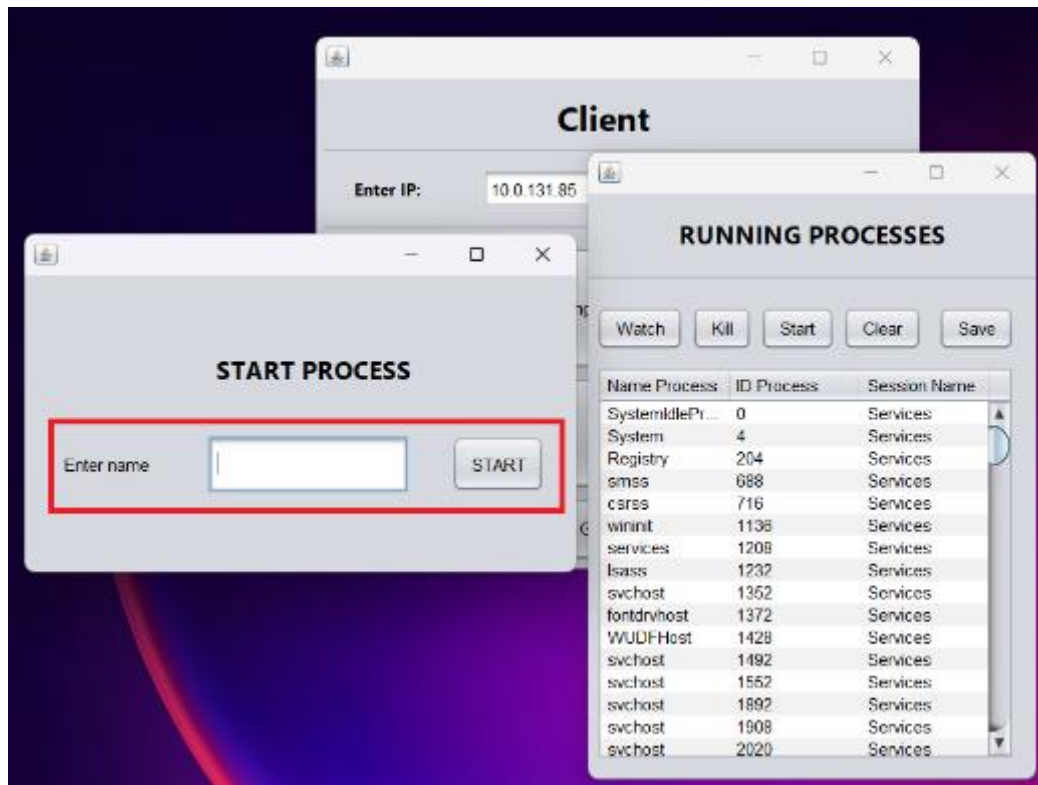 Client
Enter IP: 10.0.131.85
RUNNING PROCESSES
Watch Kill Start Clear Save
Name Process ID Process Session Name
SystemIdlePr... 0 Services
System 4 Services
Registry 204 Services
smss 688 Services
csrss 716 Services
wininit 1136 Services
services 1208 Services
lsass 1232 Services
svchost 1352 Services
fontdrvhost 1372 Services
WUDFHost 1428 Services
svchost 1492 Services
svchost 1552 Services
svchost 1892 Services
svchost 1908 Services
svchost 2020 Services
START PROCESS
Enter name START